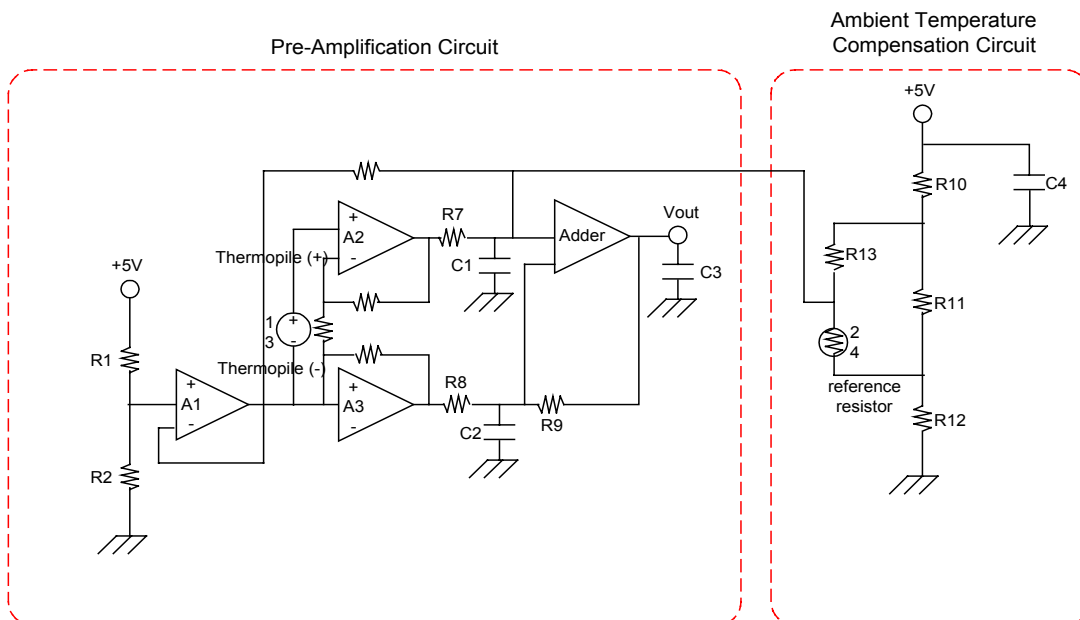 Pre-Amplification Circuit
Ambient Temperature
Compensation Circuit
+5V
R10
C4
R13
R11
2
4
reference
resistor
R12
+
A2
-
R7
C1
Adder
Vout
C3
Thermopile (+)
+5V
1
3
+
-
Thermopile (-)
R1
+
A1
-
+
A3
-
R8
C2
R9
R2